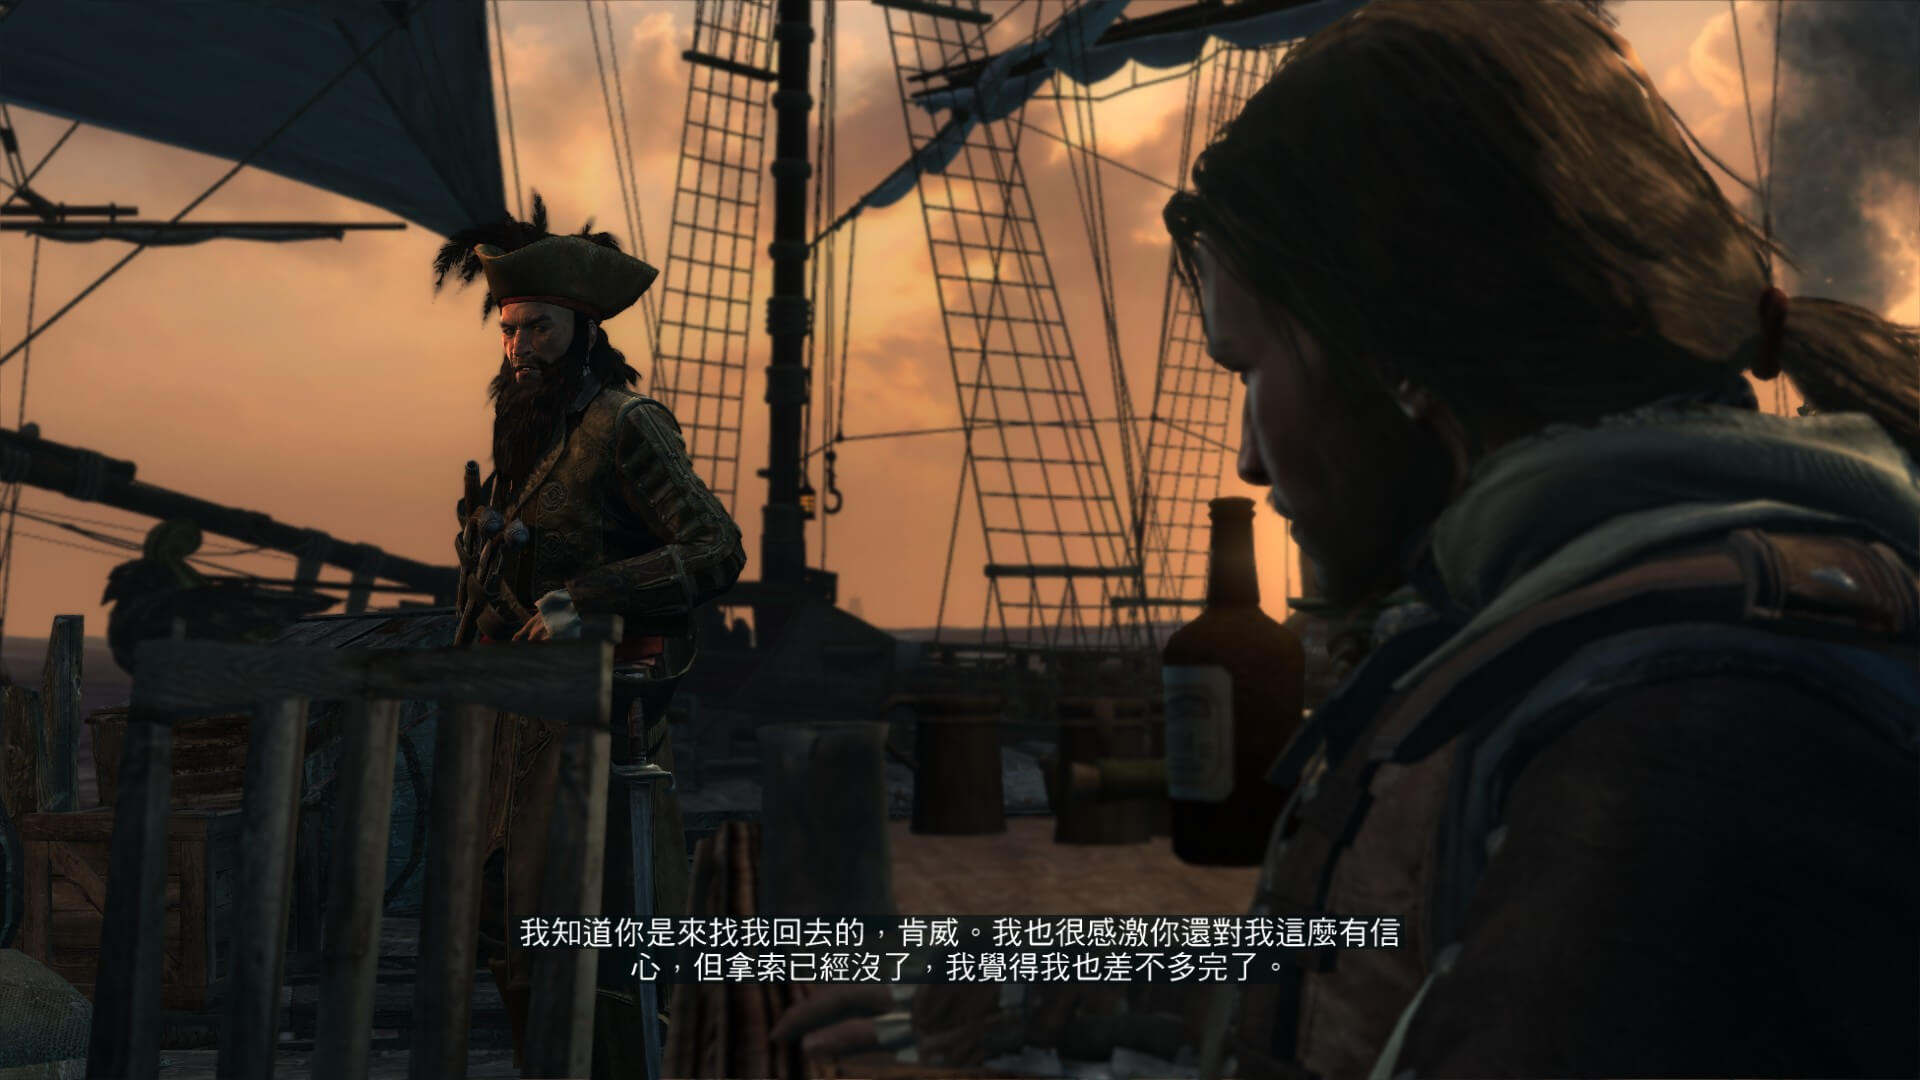 我知道你是來找我回去的，肯威。我也很感激你還對我這麼有信
心，但拿索已經沒了，我覺得我也差不多完了。